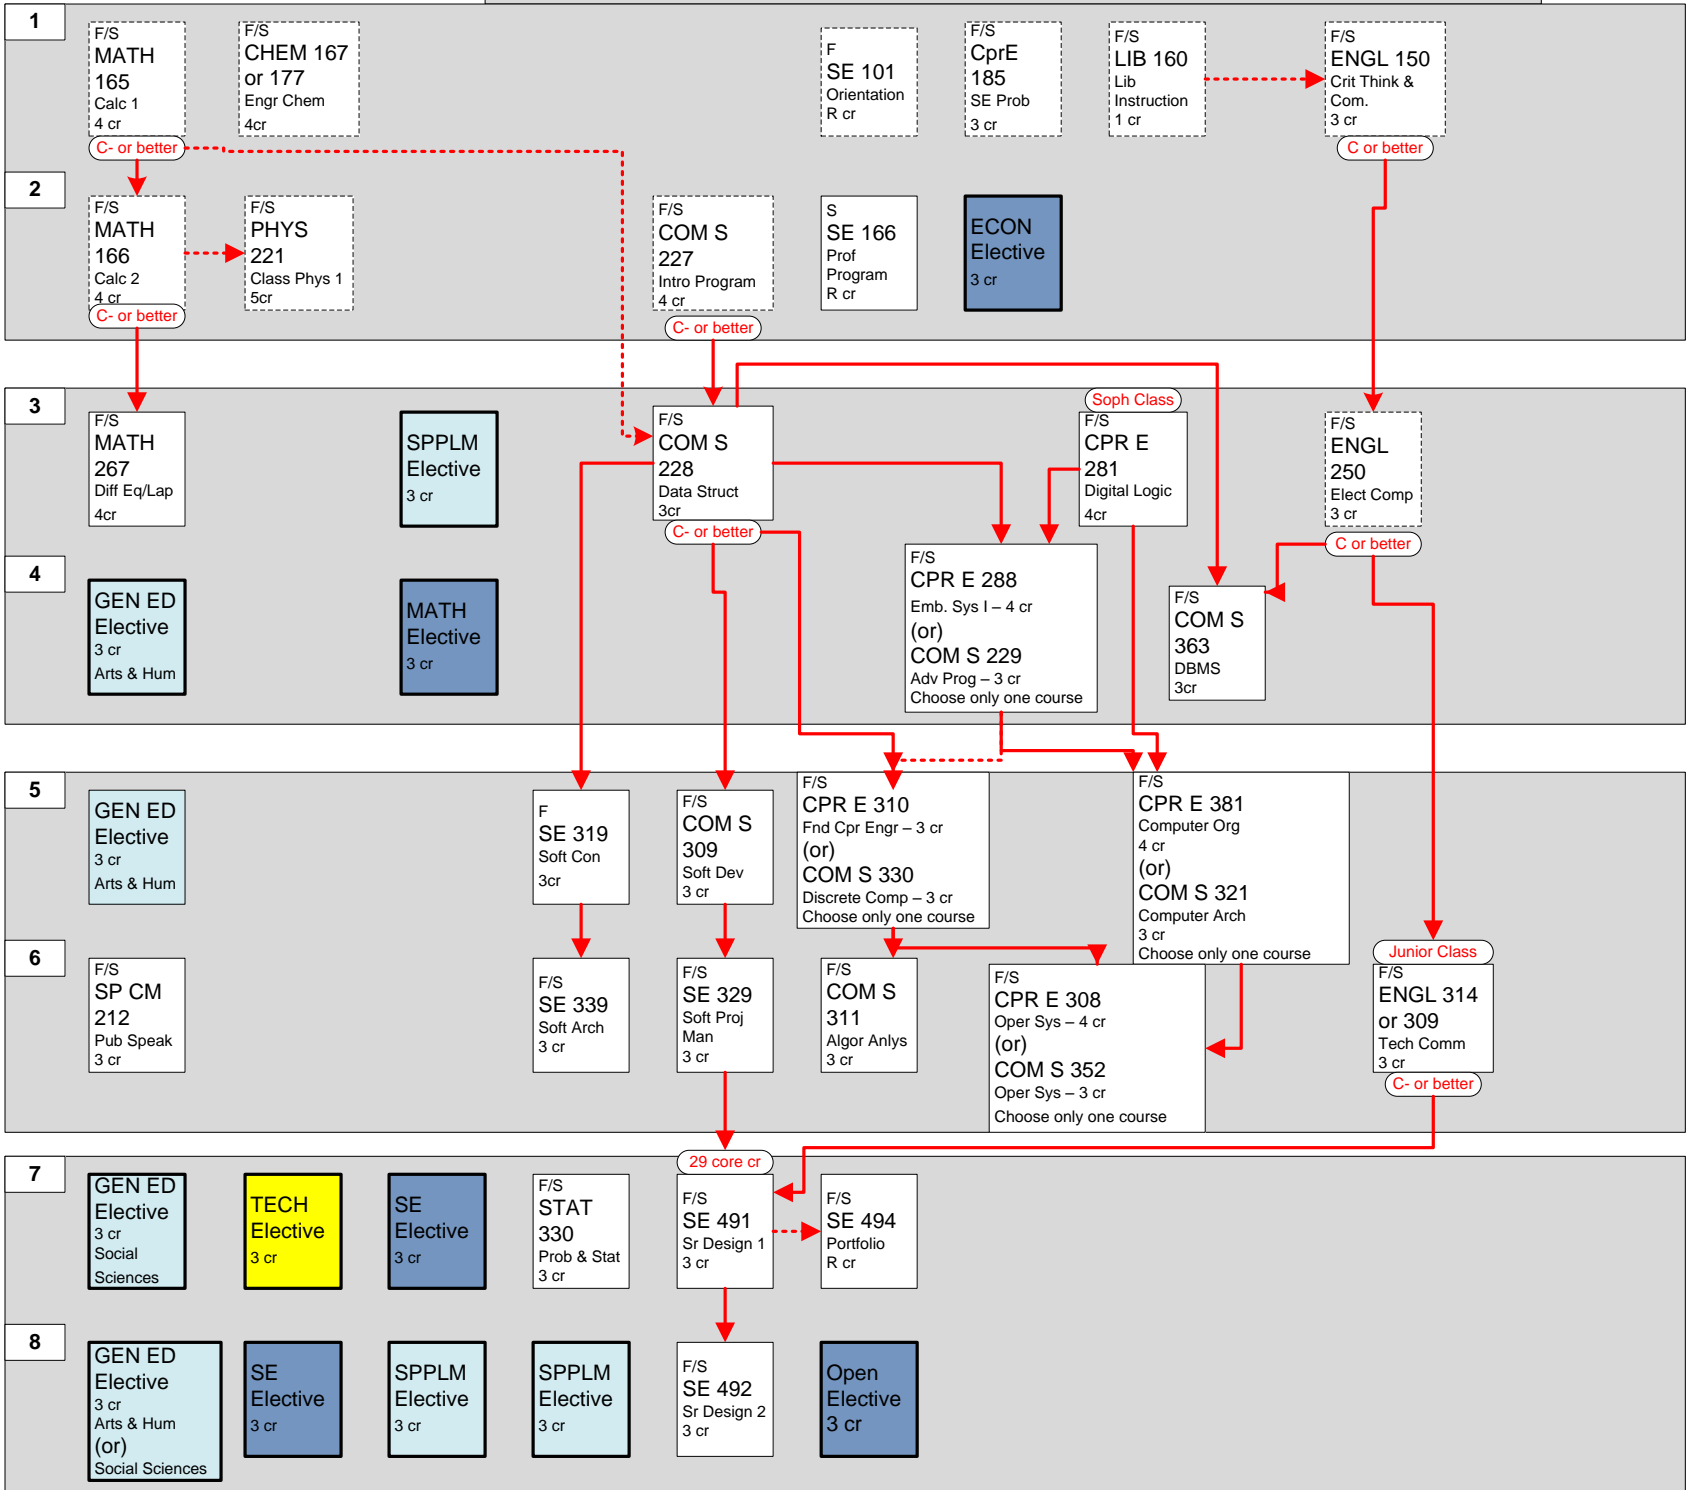 1
F/S
MATH
165
Calc 1
4 cr
C- or better
F/S
CHEM 167
or 177
Engr Chem
4cr
F
SE 101
Orientation
R cr
F/S
CprE
185
SE Prob
3 cr
F/S
LIB 160
Lib
Instruction
1 cr
F/S
ENGL 150
Crit Think &
Com.
3 cr
C or better
2
F/S
MATH
166
Calc 2
4 cr
C- or better
F/S
PHYS
221
Class Phys 1
5cr
F/S
COM S
227
Intro Program
4 cr
C- or better
S
SE 166
Prof
Program
R cr
ECON
Elective
3 cr
3
F/S
MATH
267
Diff Eq/Lap
4cr
SPPLM
Elective
3 cr
F/S
COM S
228
Data Struct
3cr
C- or better
Soph Class
F/S
CPR E
281
Digital Logic
4cr
F/S
ENGL
250
Elect Comp
3 cr
C or better
4
GEN ED
Elective
3 cr
Arts & Hum
MATH
Elective
3 cr
F/S
CPR E 288
Emb. Sys I – 4 cr
(or)
COM S 229
Adv Prog – 3 cr
Choose only one course
F/S
COM S
363
DBMS
3cr
5
GEN ED
Elective
3 cr
Arts & Hum
F
SE 319
Soft Con
3cr
F/S
COM S
309
Soft Dev
3 cr
F/S
CPR E 310
Fnd Cpr Engr – 3 cr
(or)
COM S 330
Discrete Comp – 3 cr
Choose only one course
F/S
CPR E 381
Computer Org
4 cr
(or)
COM S 321
Computer Arch
3 cr
Choose only one course
6
F/S
SP CM
212
Pub Speak
3 cr
F/S
SE 339
Soft Arch
3 cr
F/S
SE 329
Soft Proj
Man
3 cr
F/S
COM S
311
Algor Anlys
3 cr
F/S
CPR E 308
Oper Sys – 4 cr
(or)
COM S 352
Oper Sys – 3 cr
Choose only one course
Junior Class
F/S
ENGL 314
or 309
Tech Comm
3 cr
C- or better
7
GEN ED
Elective
3 cr
Social
Sciences
TECH
Elective
3 cr
SE
Elective
3 cr
F/S
STAT
330
Prob & Stat
3 cr
29 core cr
F/S
SE 491
Sr Design 1
3 cr
F/S
SE 494
Portfolio
R cr
8
GEN ED
Elective
3 cr
Arts & Hum
(or)
Social Sciences
SE
Elective
3 cr
SPPLM
Elective
3 cr
SPPLM
Elective
3 cr
F/S
SE 492
Sr Design 2
3 cr
Open
Elective
3 cr